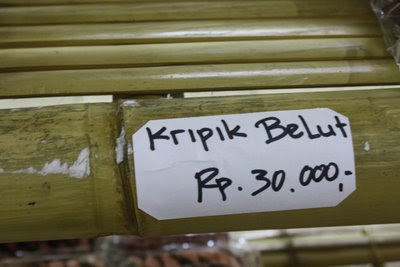 Kripik Belut
Rp. 30.000,-